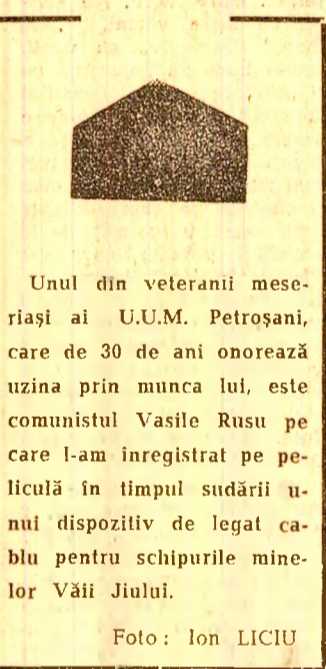 Unul din veteranii mese-
riași ai U.U.M. Petroșani,
care de 30 de ani onorează
uzina prin munca lui, este
comunistul Vasile Rusu pe
care l-am înregistrat pe pe-
liculă în timpul sudării u-
nui dispozitiv de legat ca-
blu pentru schipurile mine-
lor Văii Jiului.
Foto : Ion LICIU